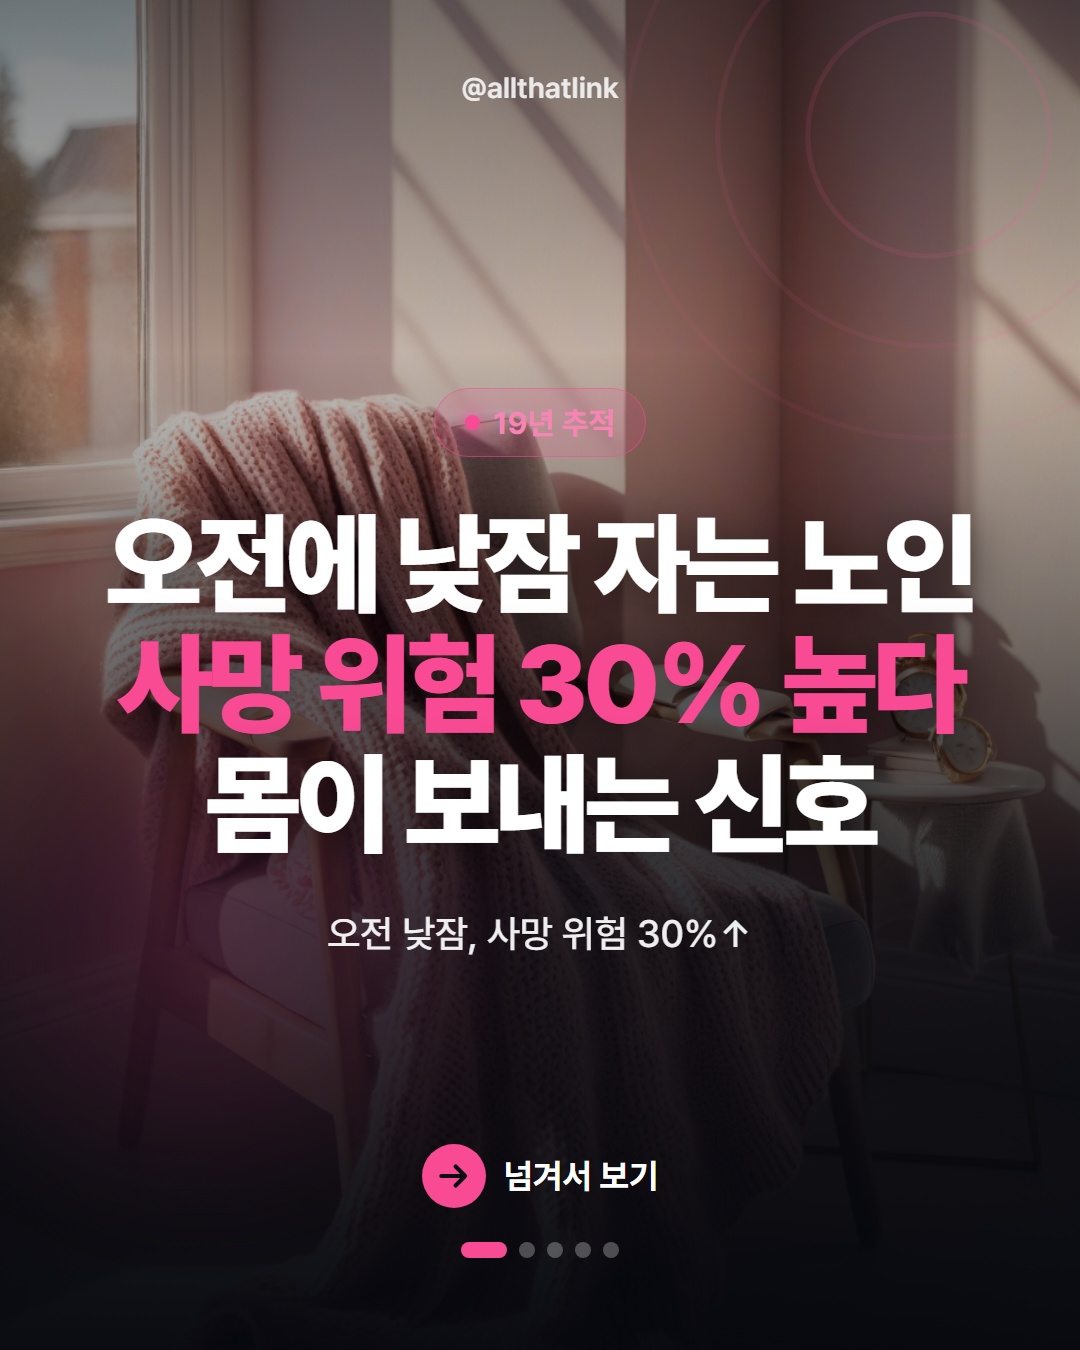 @allthatlink
19년 추적
오전에 낮잠 자는 노인
사망 위험 30% 높다
몸이 보내는 신호
오전 낮잠, 사망 위험 30%↑
넘겨서 보기